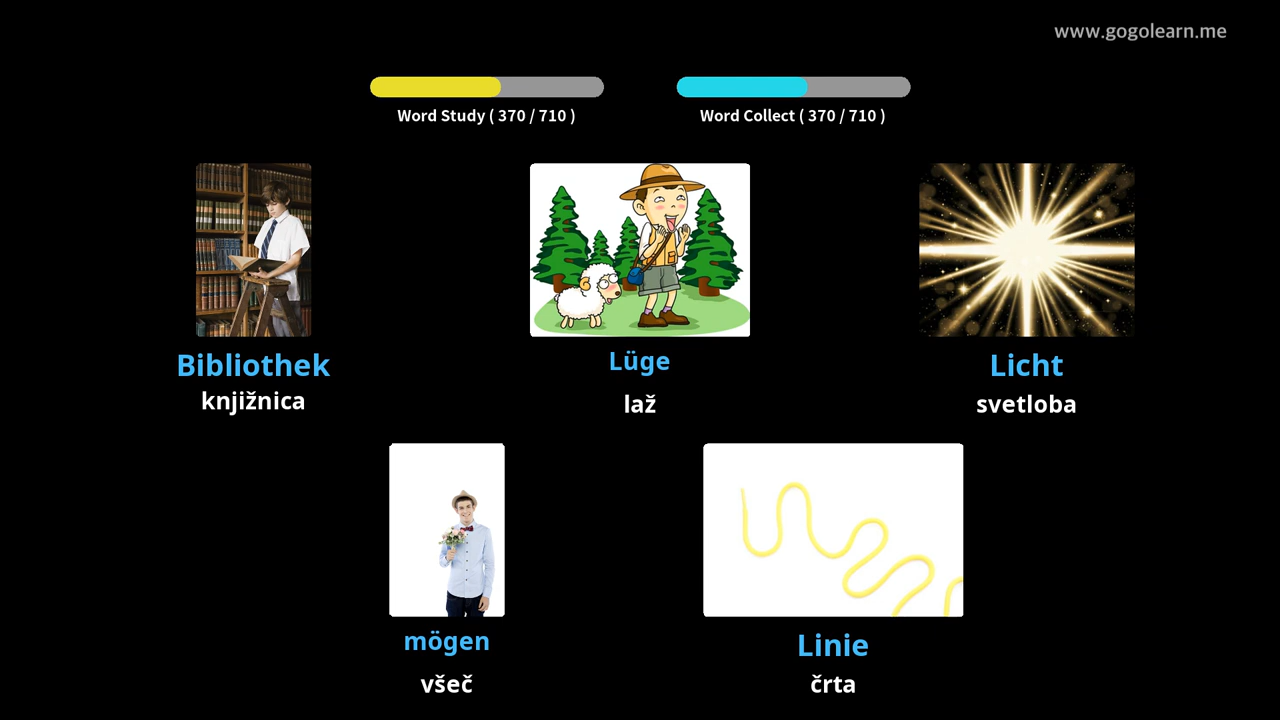 www.gogolearn.me
Word Study ( 370 / 710 )
Word Collect ( 370 / 710 )
Bibliothek
knjižnica
Lüge
laž
Licht
svetloba
mögen
všeč
Linie
črta